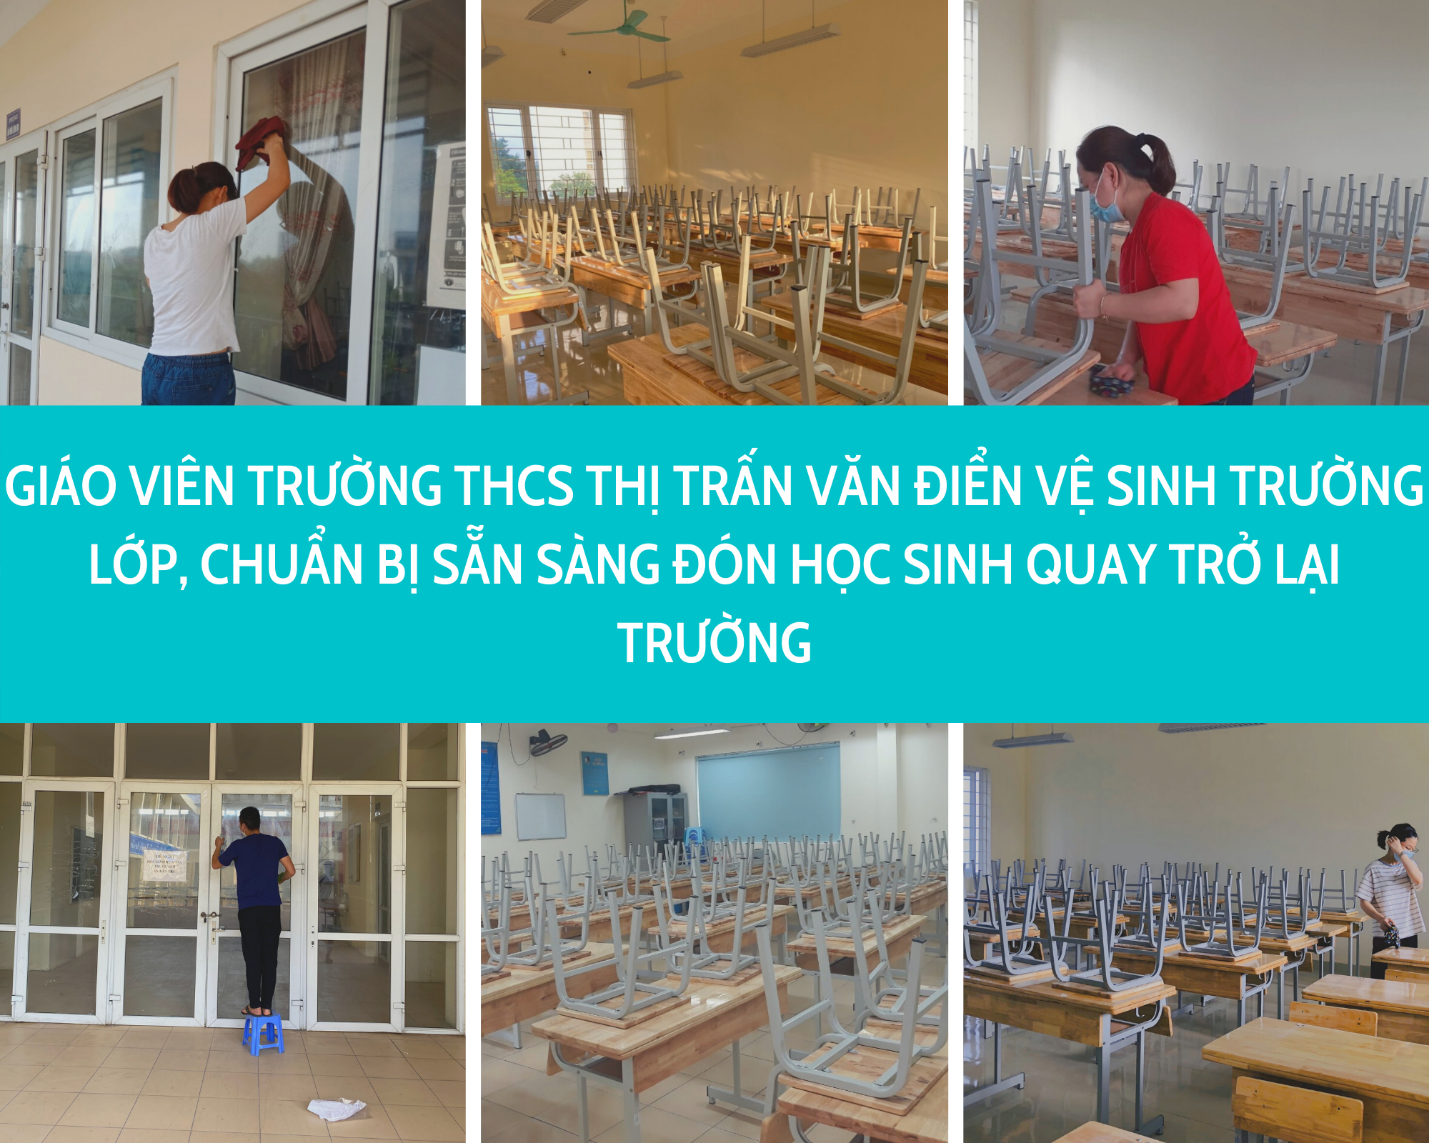 GIÁO VIÊN TRƯỜNG THCS THỊ TRẤN VĂN ĐIỂN VỆ SINH TRƯỜNG
LỚP, CHUẨN BỊ SẴN SÀNG ĐÓN HỌC SINH QUAY TRỞ LẠI
TRƯỜNG